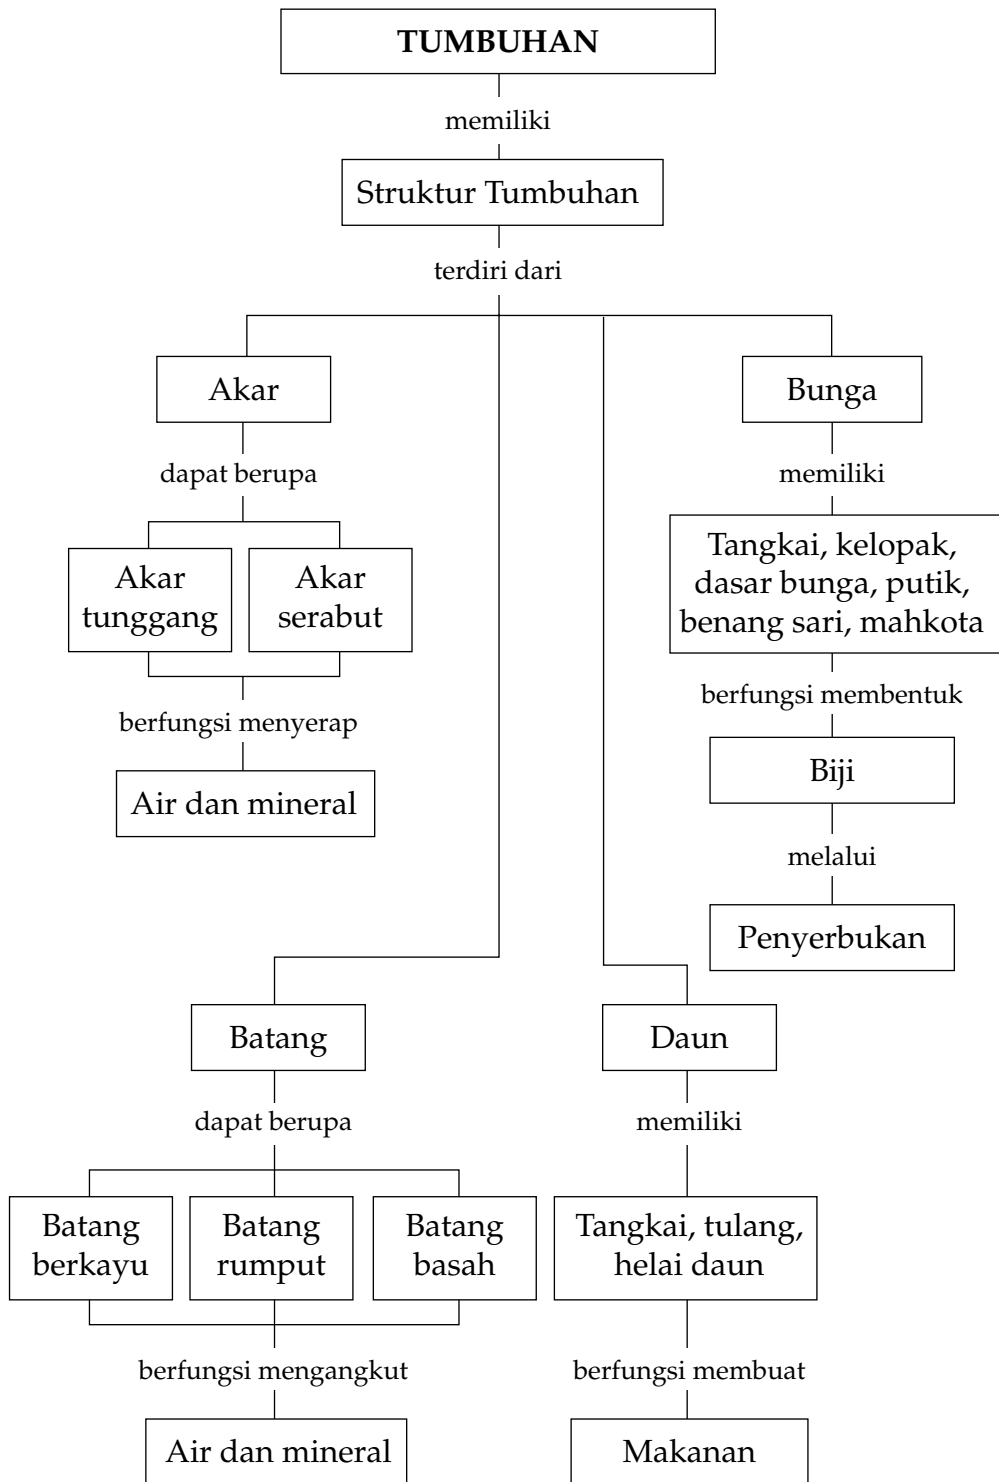 TUMBUHAN
memiliki
Struktur Tumbuhan
terdiri dari
Akar
dapat berupa
Akar
tunggang
Akar
serabut
berfungsi menyerap
Air dan mineral
Bunga
memiliki
Tangkai, kelopak,
dasar bunga, putik,
benang sari, mahkota
berfungsi membentuk
Biji
melalui
Penyerbukan
Batang
dapat berupa
Batang
berkayu
Batang
rumput
Batang
basah
berfungsi mengangkut
Air dan mineral
Daun
memiliki
Tangkai, tulang,
helai daun
berfungsi membuat
Makanan